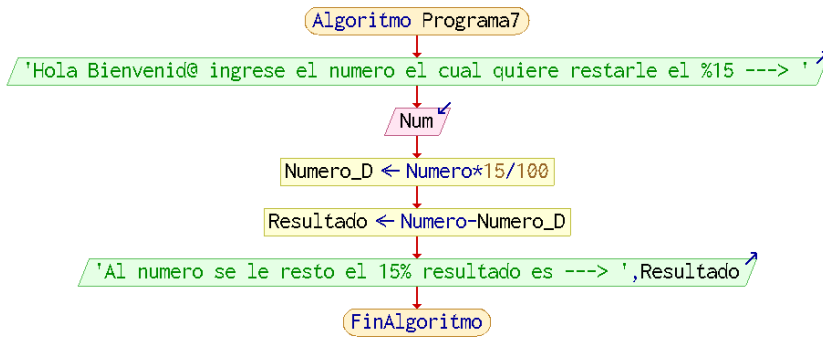 Algoritmo Programa7
'Hola Bienvenid@ ingrese el numero el cual quiere restarle el %15 ---> '
Num
Numero_D ← Numero*15/100
Resultado ← Numero-Numero_D
'Al numero se le resto el 15% resultado es ---> ',Resultado
FinAlgoritmo